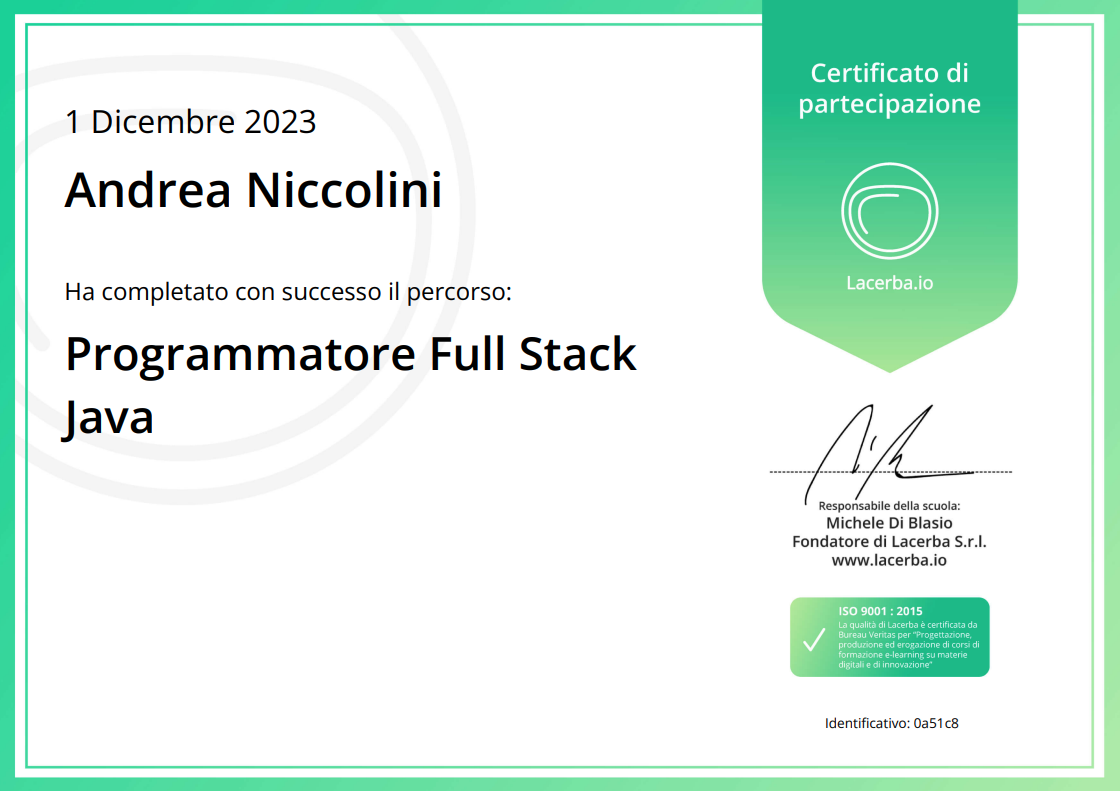 1 Dicembre 2023
Andrea Niccolini
Ha completato con successo il percorso:
Programmatore Full Stack
Java
Certificato di
partecipazione
Lacerba.io
Responsabile della scuola:
Michele Di Blasio
Fondatore di Lacerba S.r.l.
www.lacerba.io
ISO 9001 : 2015
La qualità di Lacerba è certificata da
Bureau Veritas per "Progettazione,
produzione ed erogazione di corsi di
formazione e-learning su materie
digitali e di innovazione"
Identificativo: 0a51c8